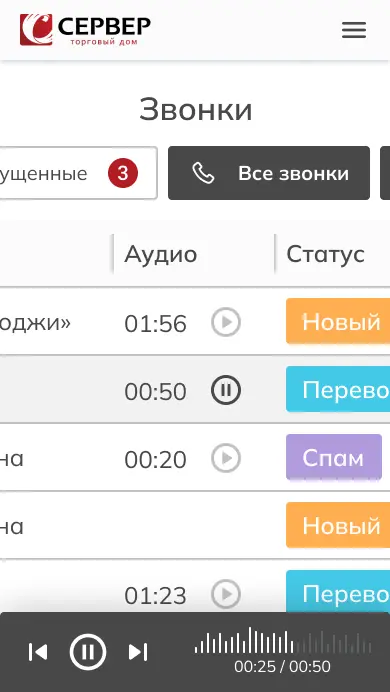 СЕРВЕР
торговый дом
Звонки
ущенные 3 Все звонки
Аудио Статус
оджи» 01:56 Новый
00:50 Перево
на 00:20 Спам
на Новый
01:23 Перево
00:25 / 00:50